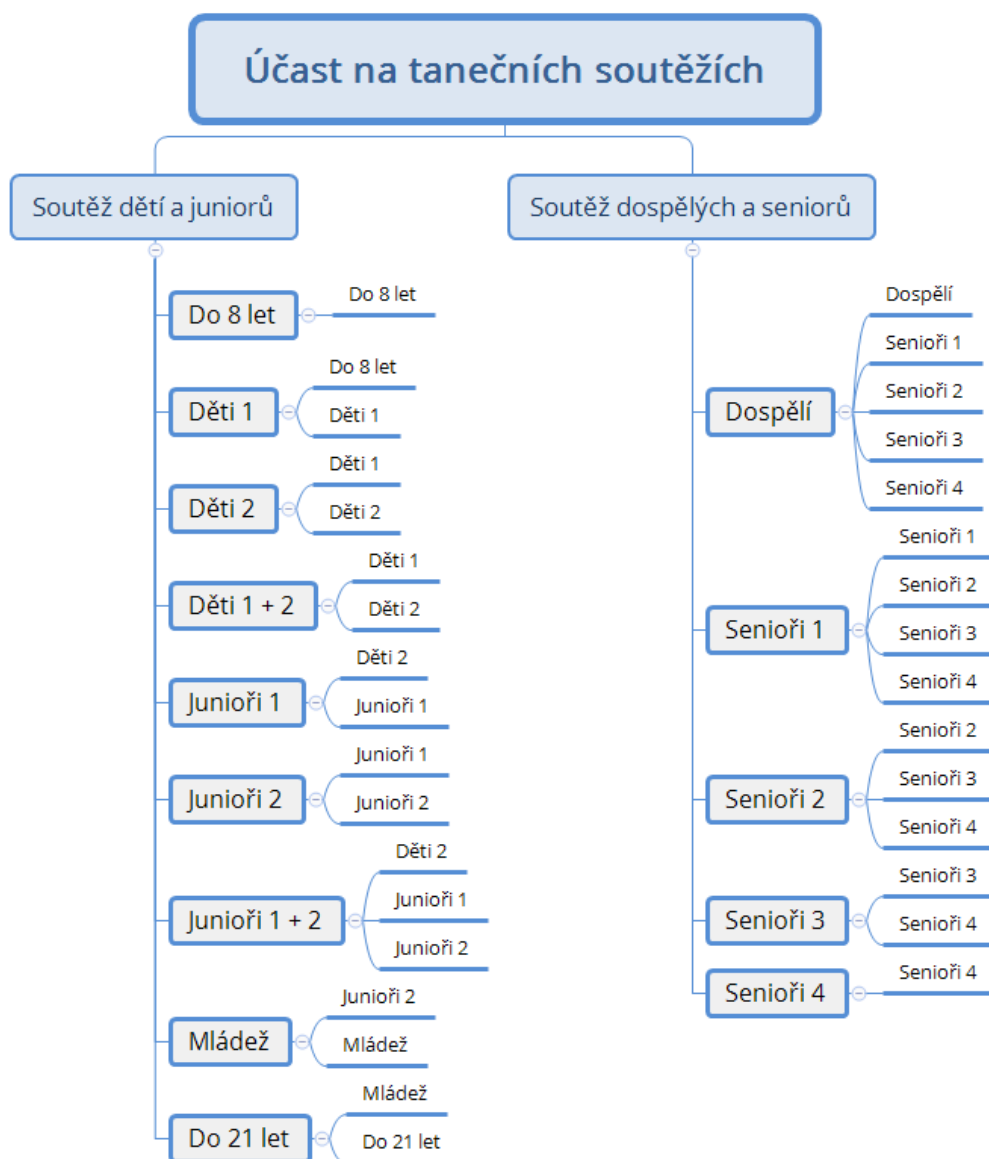 Účast na tanečních soutěžích
Soutěž dětí a juniorů
Do 8 let
Do 8 let
Děti 1
Do 8 let
Děti 1
Děti 2
Děti 1
Děti 2
Děti 1 + 2
Děti 1
Děti 2
Junioři 1
Děti 2
Junioři 1
Junioři 2
Junioři 1
Junioři 2
Junioři 1 + 2
Děti 2
Junioři 1
Junioři 2
Mládež
Junioři 2
Mládež
Do 21 let
Mládež
Do 21 let
Soutěž dospělých a seniorů
Dospělí
Dospělí
Senioři 1
Senioři 2
Senioři 3
Senioři 4
Senioři 1
Senioři 1
Senioři 2
Senioři 3
Senioři 4
Senioři 2
Senioři 2
Senioři 3
Senioři 4
Senioři 3
Senioři 3
Senioři 4
Senioři 4
Senioři 4